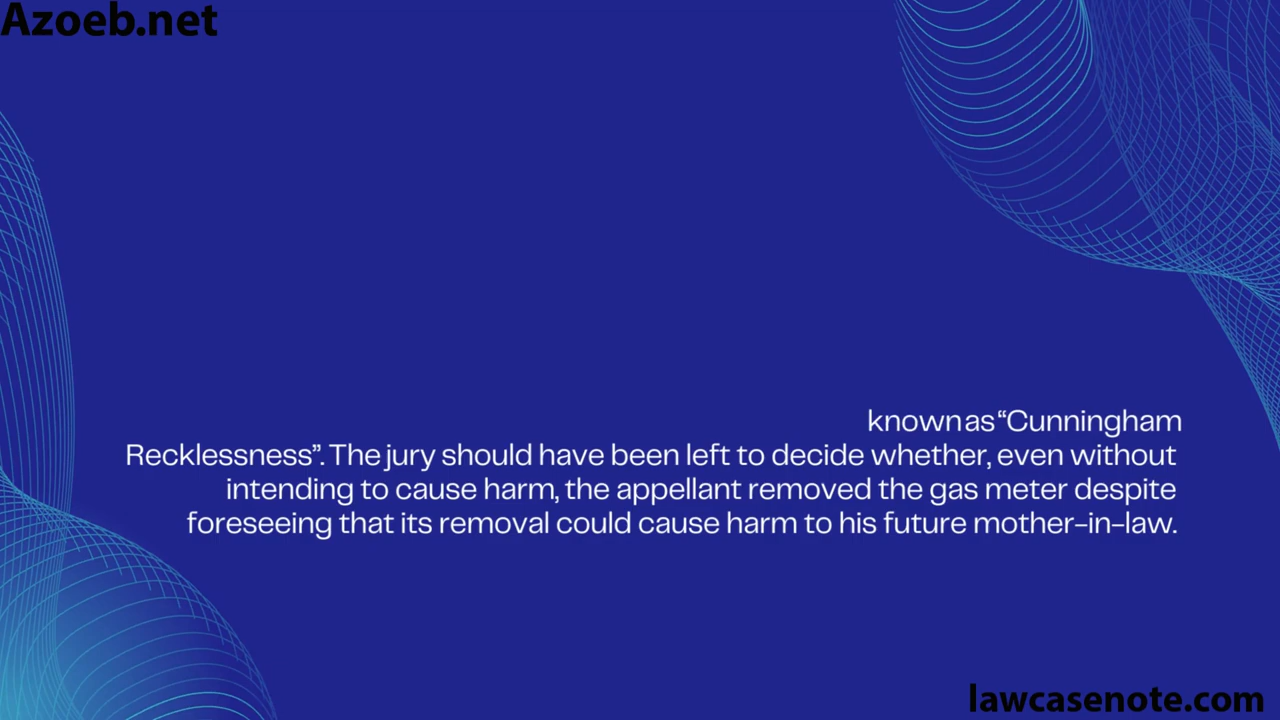 Azoeb.net
known as “Cunningham
Recklessness”. The jury should have been left to decide whether, even without
intending to cause harm, the appellant removed the gas meter despite
foreseeing that its removal could cause harm to his future mother-in-law.
lawcasenote.com